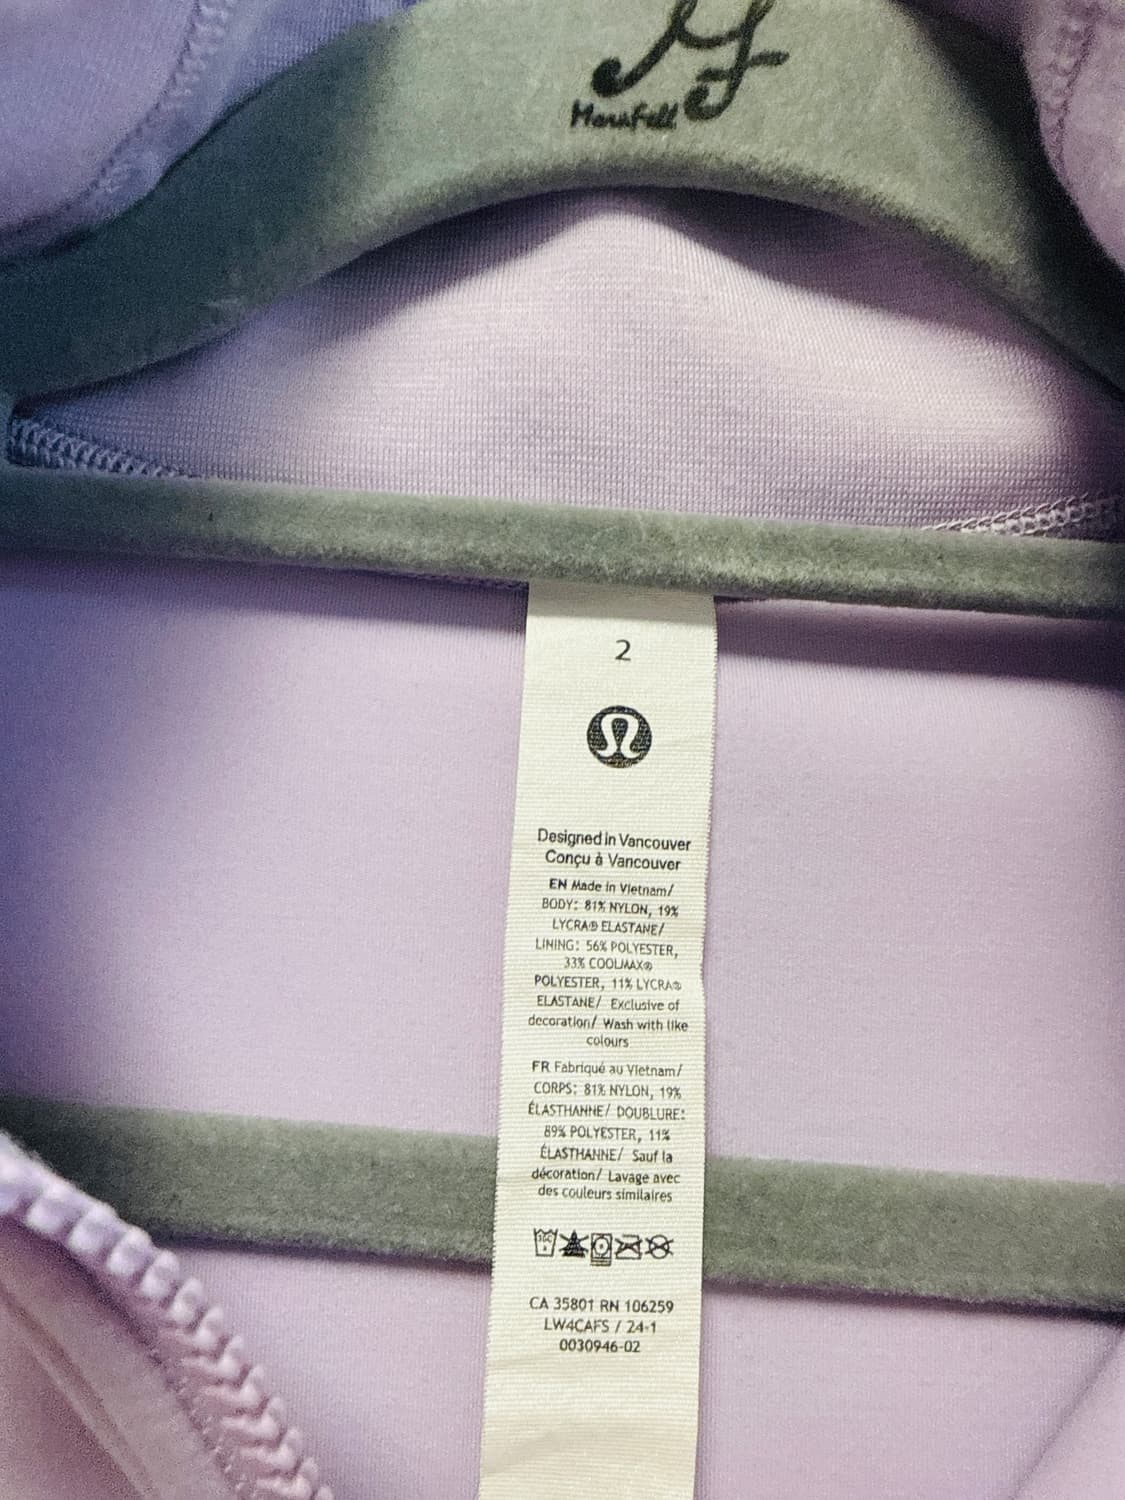 Marafell
2
Designed in Vancouver
Conçu à Vancouver
EN Made in Vietnam/
BODY: 81% NYLON, 19%
LYCRA® ELASTANE/
LINING: 56% POLYESTER,
33% COOLMAX®
POLYESTER, 11% LYCRA®
ELASTANE/ Exclusive of
decoration/ Wash with like
colours
FR Fabriqué au Vietnam/
CORPS: 81% NYLON, 19%
ÉLASTHANNE/ DOUBLURE:
89% POLYESTER, 11%
ÉLASTHANNE/ Sauf la
décoration/ Lavage avec
des couleurs similaires
CA 35801 RN 106259
LW4CAFS / 24-1
0030946-02